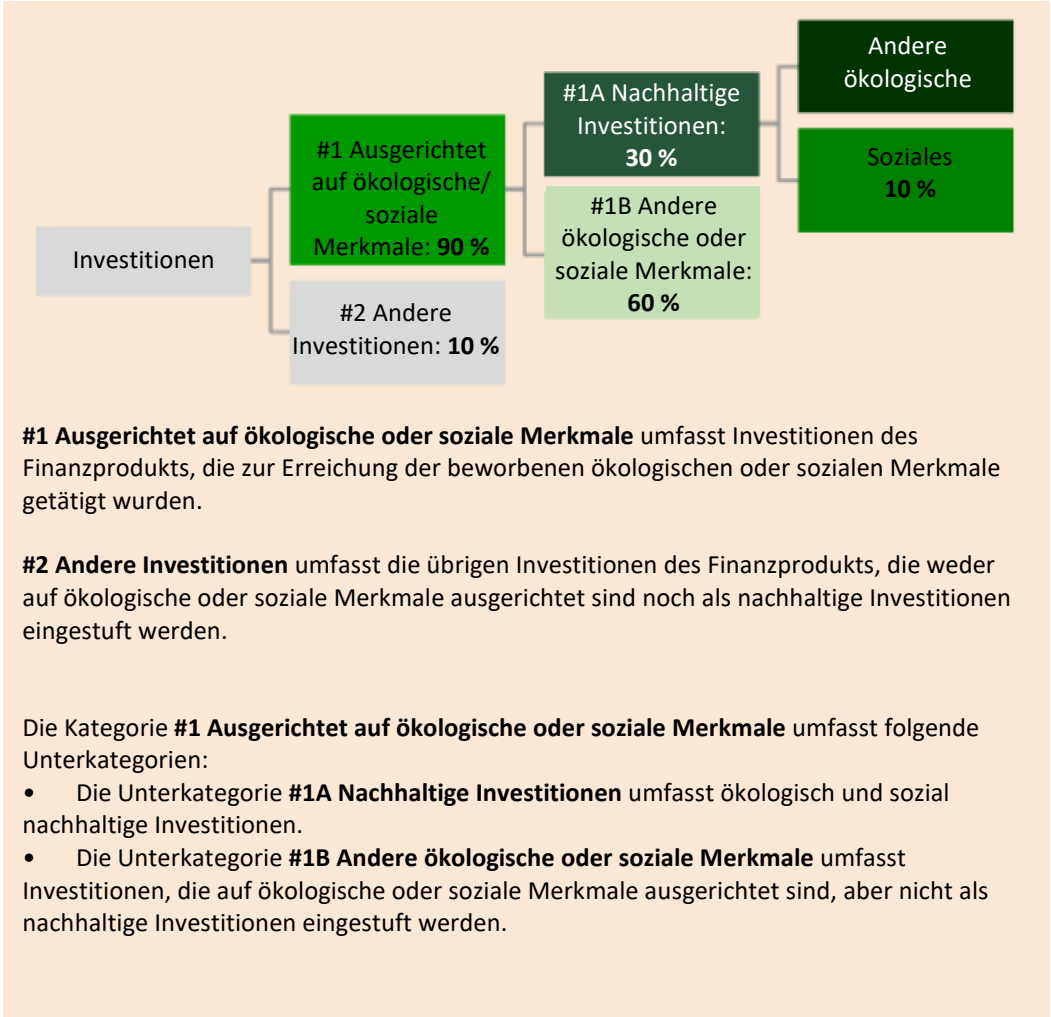 Investitionen
#1 Ausgerichtet
auf ökologische/
soziale
Merkmale: 90 %
#2 Andere
Investitionen: 10 %
#1A Nachhaltige
Investitionen:
30 %
#1B Andere
ökologische oder
soziale Merkmale:
60 %
Andere
ökologische
Soziales
10 %
#1 Ausgerichtet auf ökologische oder soziale Merkmale umfasst Investitionen des
Finanzprodukts, die zur Erreichung der beworbenen ökologischen oder sozialen Merkmale
getätigt wurden.
#2 Andere Investitionen umfasst die übrigen Investitionen des Finanzprodukts, die weder
auf ökologische oder soziale Merkmale ausgerichtet sind noch als nachhaltige Investitionen
eingestuft werden.
Die Kategorie #1 Ausgerichtet auf ökologische oder soziale Merkmale umfasst folgende
Unterkategorien:
• Die Unterkategorie #1A Nachhaltige Investitionen umfasst ökologisch und sozial
nachhaltige Investitionen.
• Die Unterkategorie #1B Andere ökologische oder soziale Merkmale umfasst
Investitionen, die auf ökologische oder soziale Merkmale ausgerichtet sind, aber nicht als
nachhaltige Investitionen eingestuft werden.